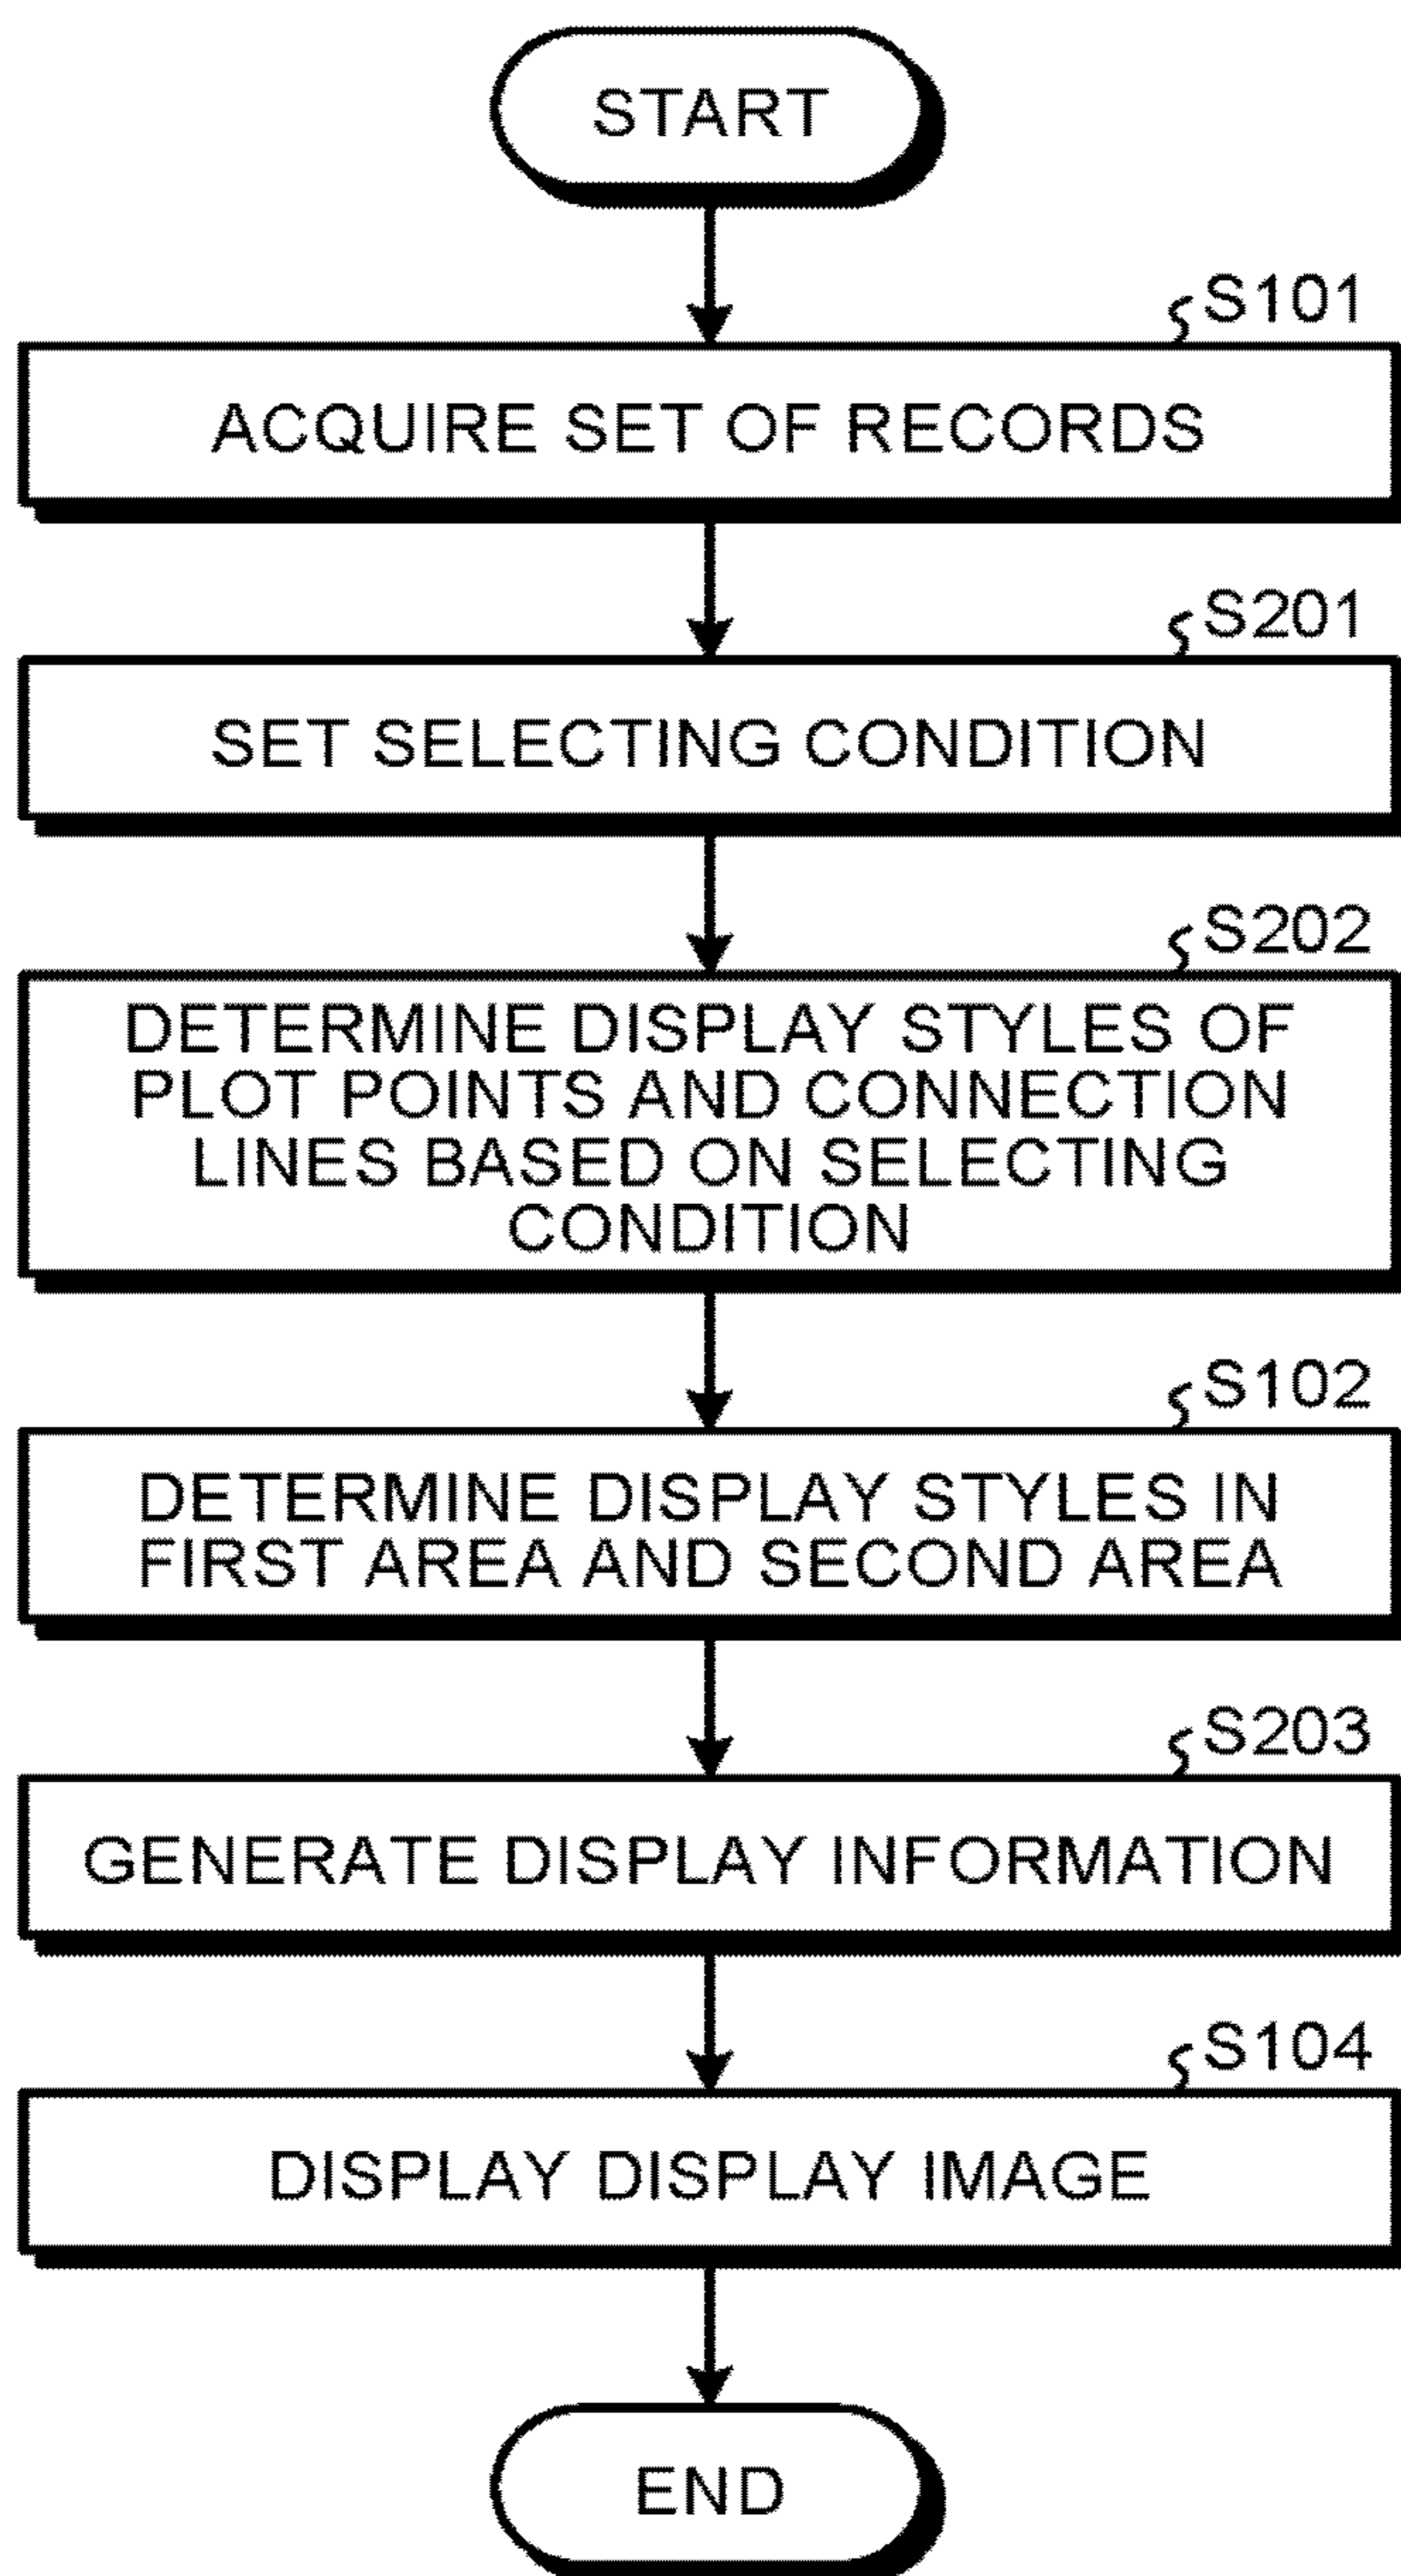 START
S101
ACQUIRE SET OF RECORDS
S201
SET SELECTING CONDITION
S202
DETERMINE DISPLAY STYLES OF
PLOT POINTS AND CONNECTION
LINES BASED ON SELECTING
CONDITION
S102
DETERMINE DISPLAY STYLES IN
FIRST AREA AND SECOND AREA
S203
GENERATE DISPLAY INFORMATION
S104
DISPLAY DISPLAY IMAGE
END